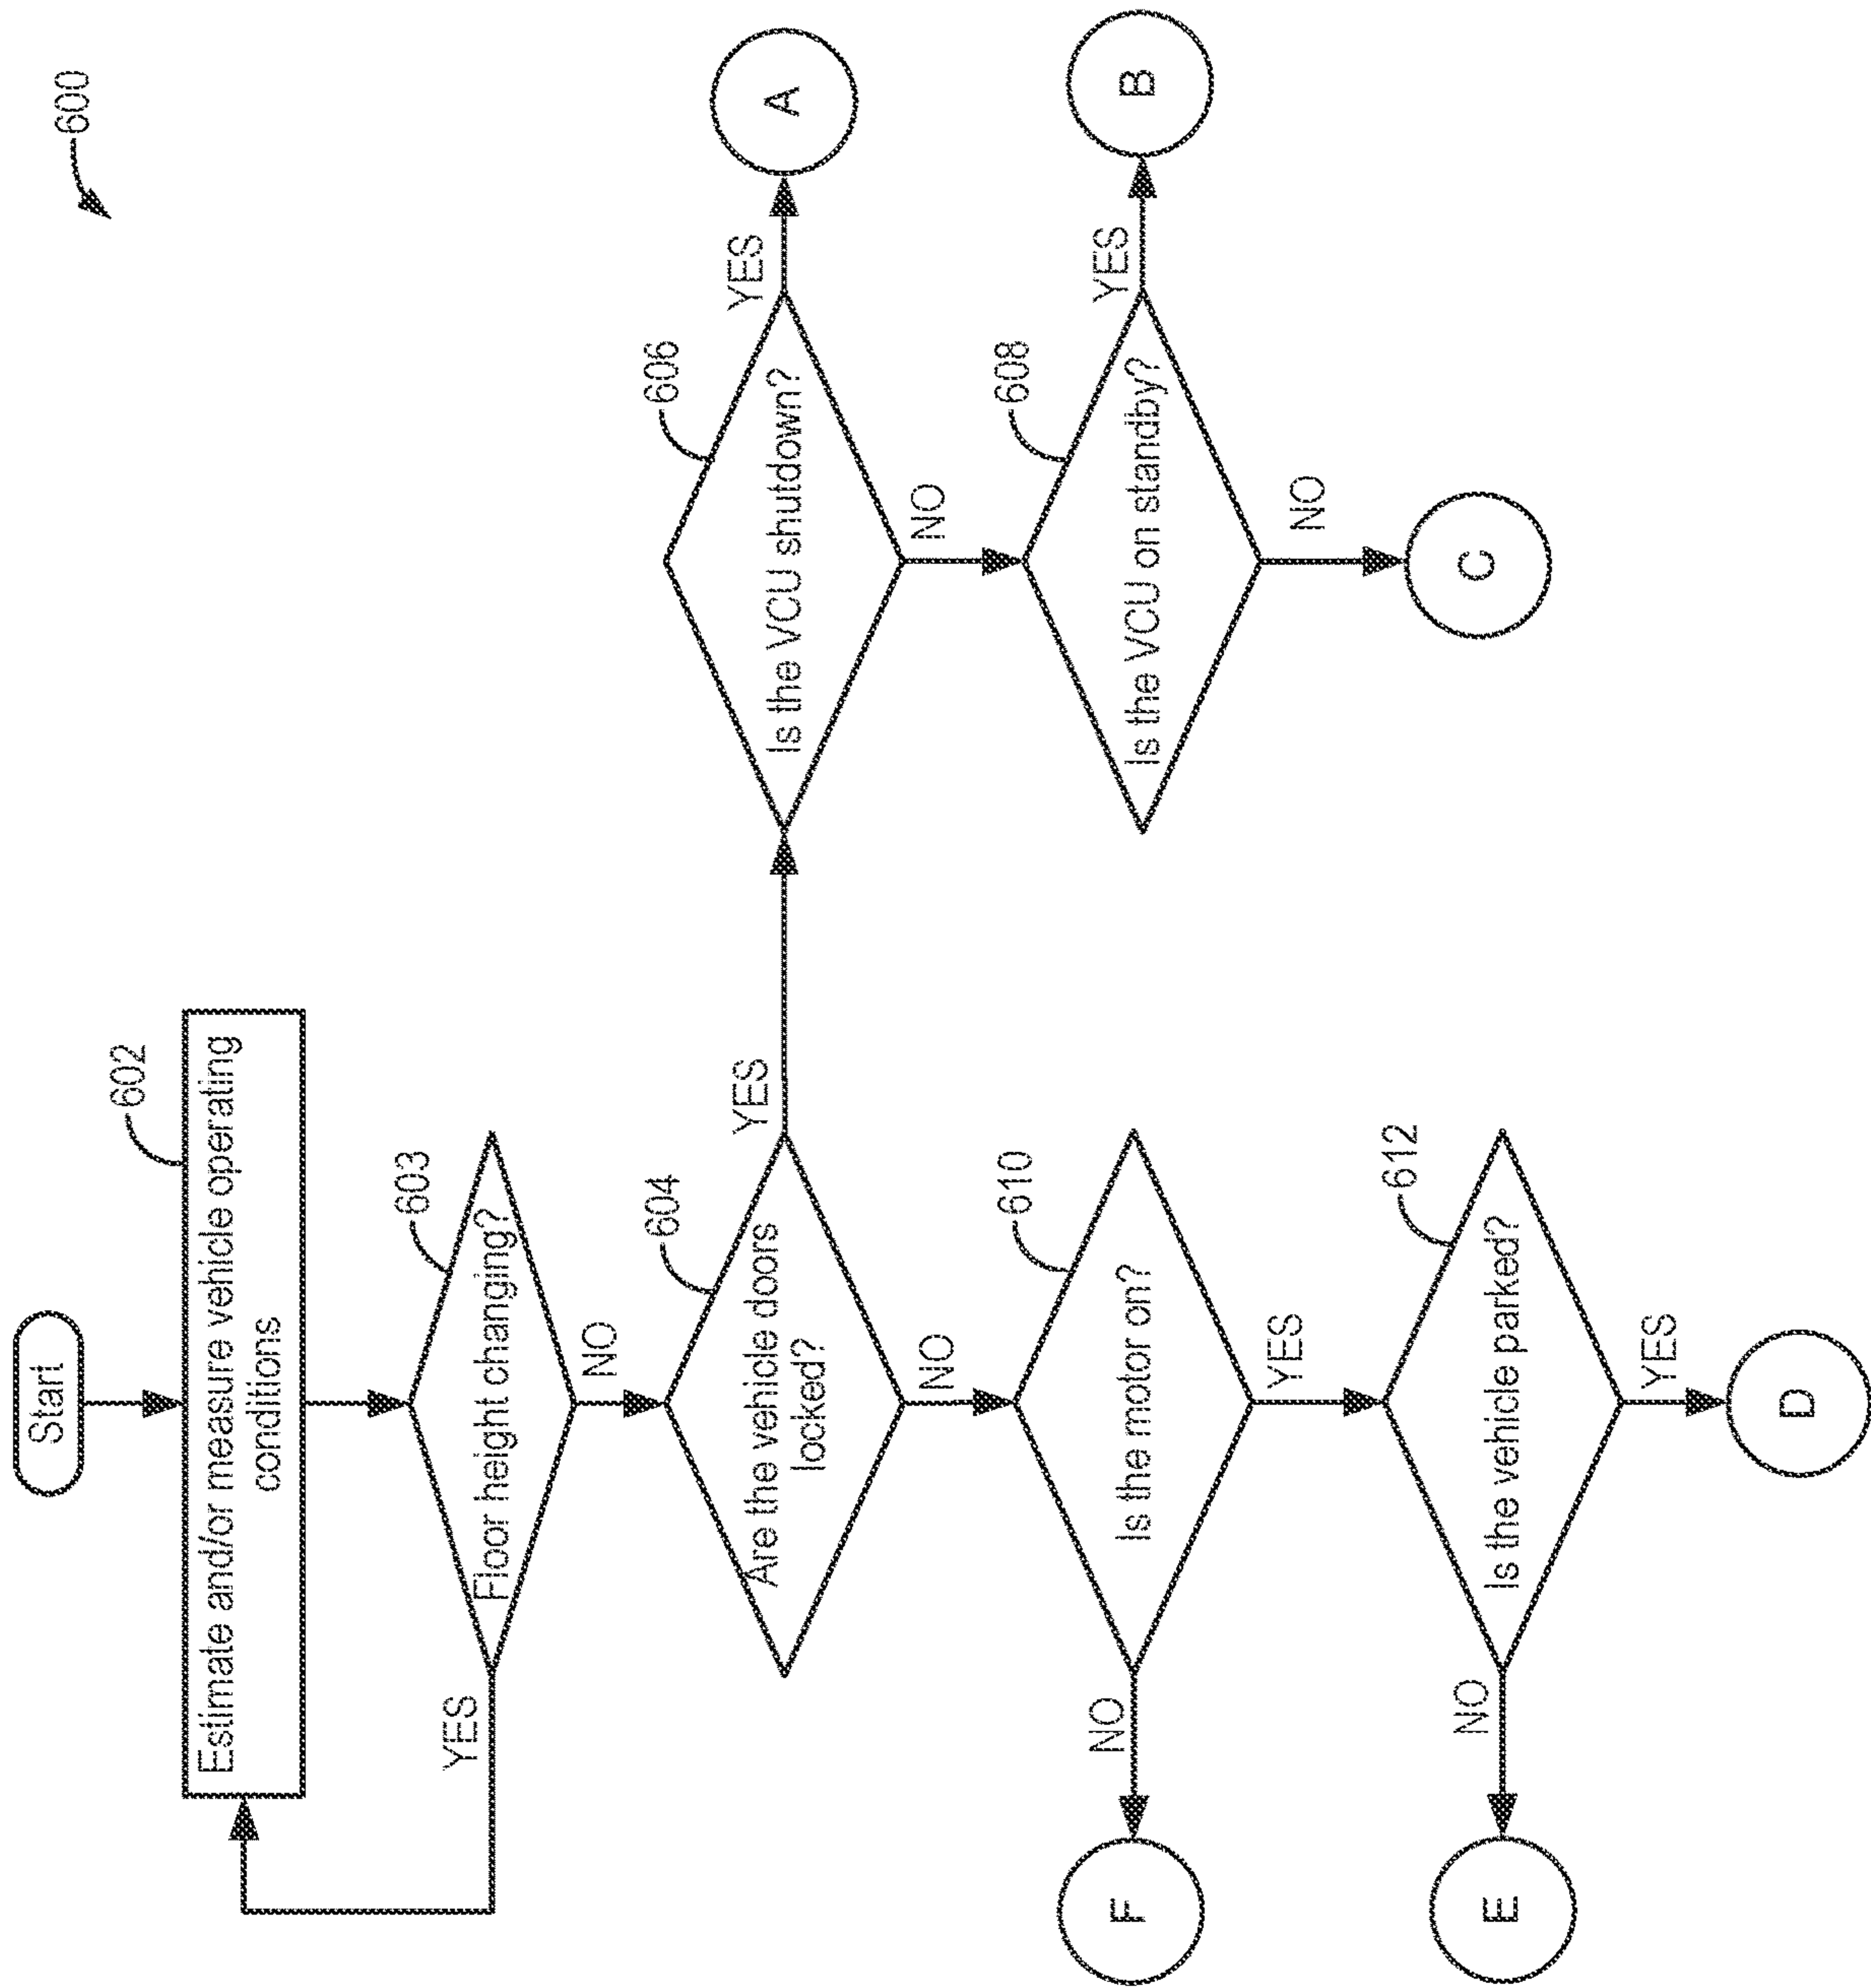 600
Start
602
Estimate and/or measure vehicle operating
conditions
603
Floor height changing?
YES
NO
604
Are the vehicle doors
locked?
YES
NO
606
Is the VCU shutdown?
YES
A
NO
608
Is the VCU on standby?
YES
B
NO
C
610
Is the motor on?
NO
F
YES
612
Is the vehicle parked?
NO
E
YES
D